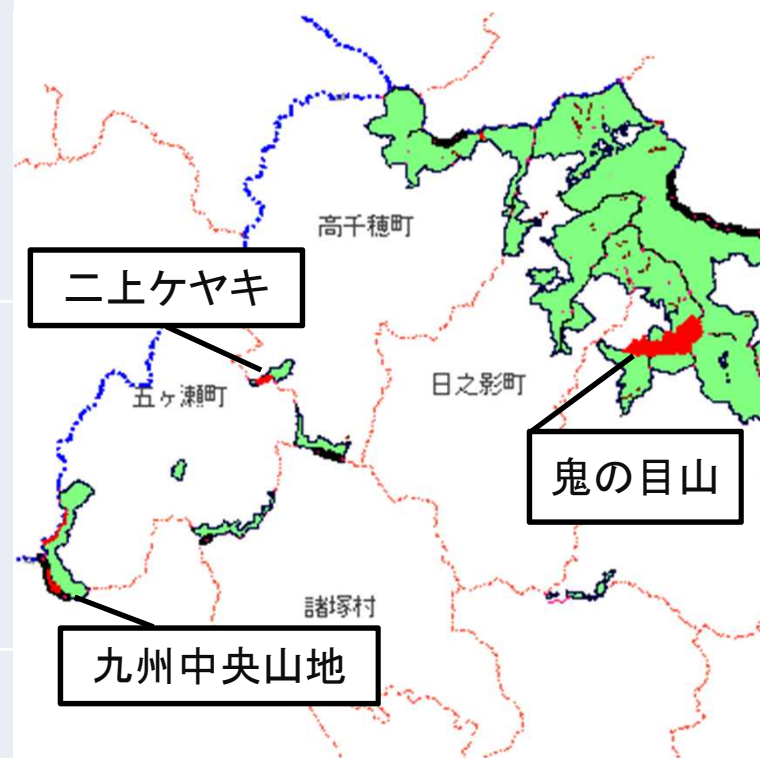 高千穂町
二上ケヤキ
五ヶ瀬町
日之影町
鬼の目山
諸塚村
九州中央山地